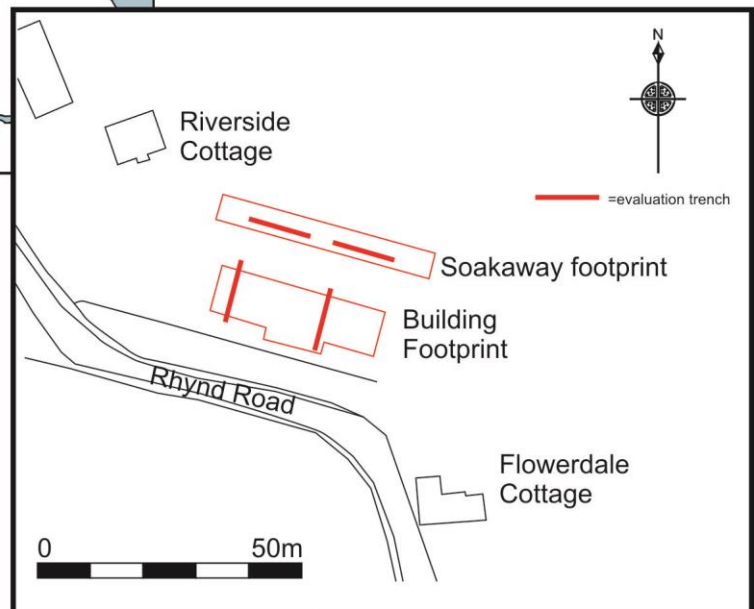 N
Riverside
Cottage
=evaluation trench
Soakaway footprint
Building
Footprint
Rhynd Road
Flowerdale
Cottage
0 50m